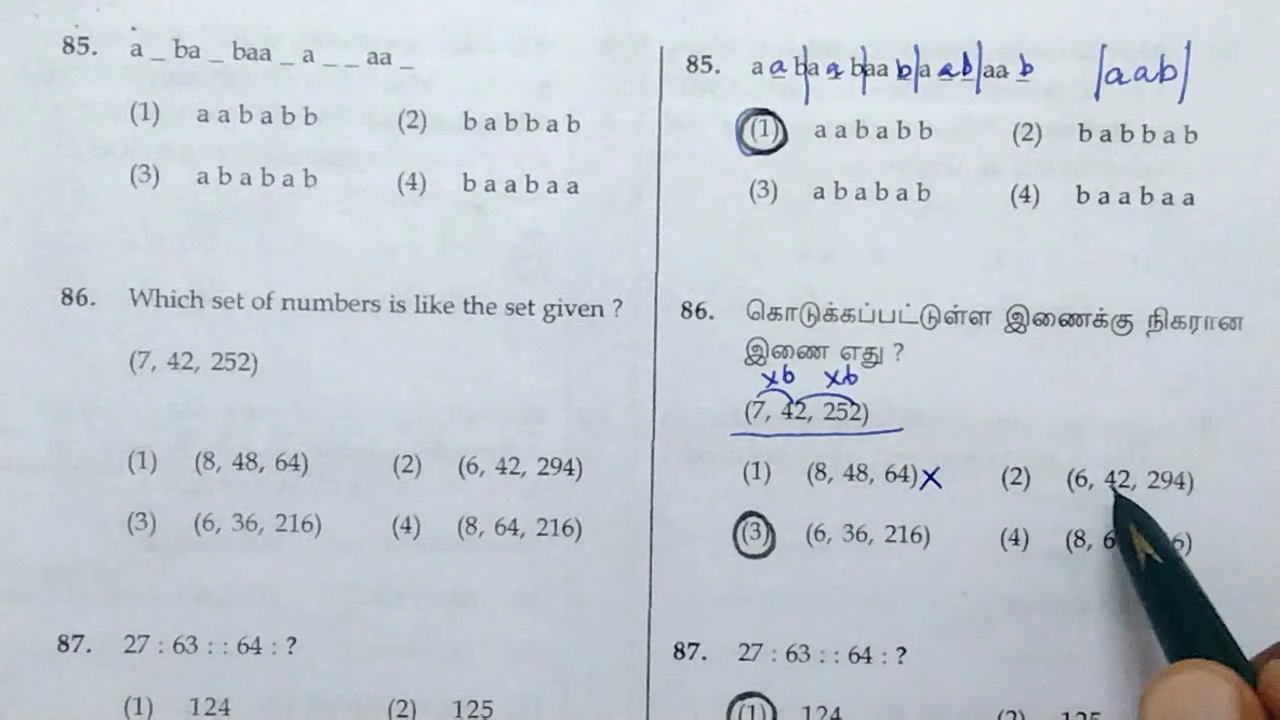 85. a _ ba _ baa _ a _ _ aa _
(1) a a b a b b (2) b a b b a b
(3) a b a b a b (4) b a a b a a
86. Which set of numbers is like the set given ?
(7, 42, 252)
(1) (8, 48, 64) (2) (6, 42, 294)
(3) (6, 36, 216) (4) (8, 64, 216)
87. 27 : 63 : : 64 : ?
(1) 124 (2) 125
85. a a ba|a baa b|a a b|aa b |aab|
(1) a a b a b b (2) b a b b a b
(3) a b a b a b (4) b a a b a a
86. கொடுக்கப்பட்டுள்ள இணைக்கு நிகரான
இணை எது ?
x6 x6
(7, 42, 252)
(1) (8, 48, 64) X (2) (6, 42, 294)
(3) (6, 36, 216) (4) (8, 6 6)
87. 27 : 63 : : 64 : ?
(1) 124 (2) 125